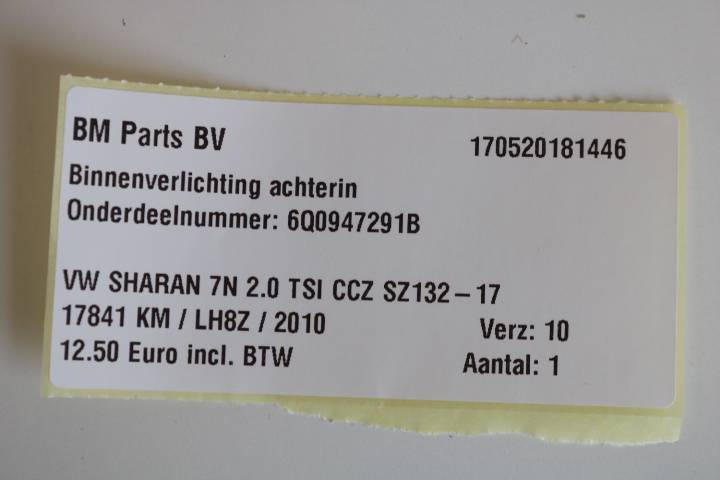 BM Parts BV 170520181446
Binnenverlichting achterin
Onderdeelnummer: 6Q0947291B
VW SHARAN 7N 2.0 TSI CCZ SZ132-17
17841 KM / LH8Z / 2010 Verz: 10
12.50 Euro incl. BTW Aantal: 1